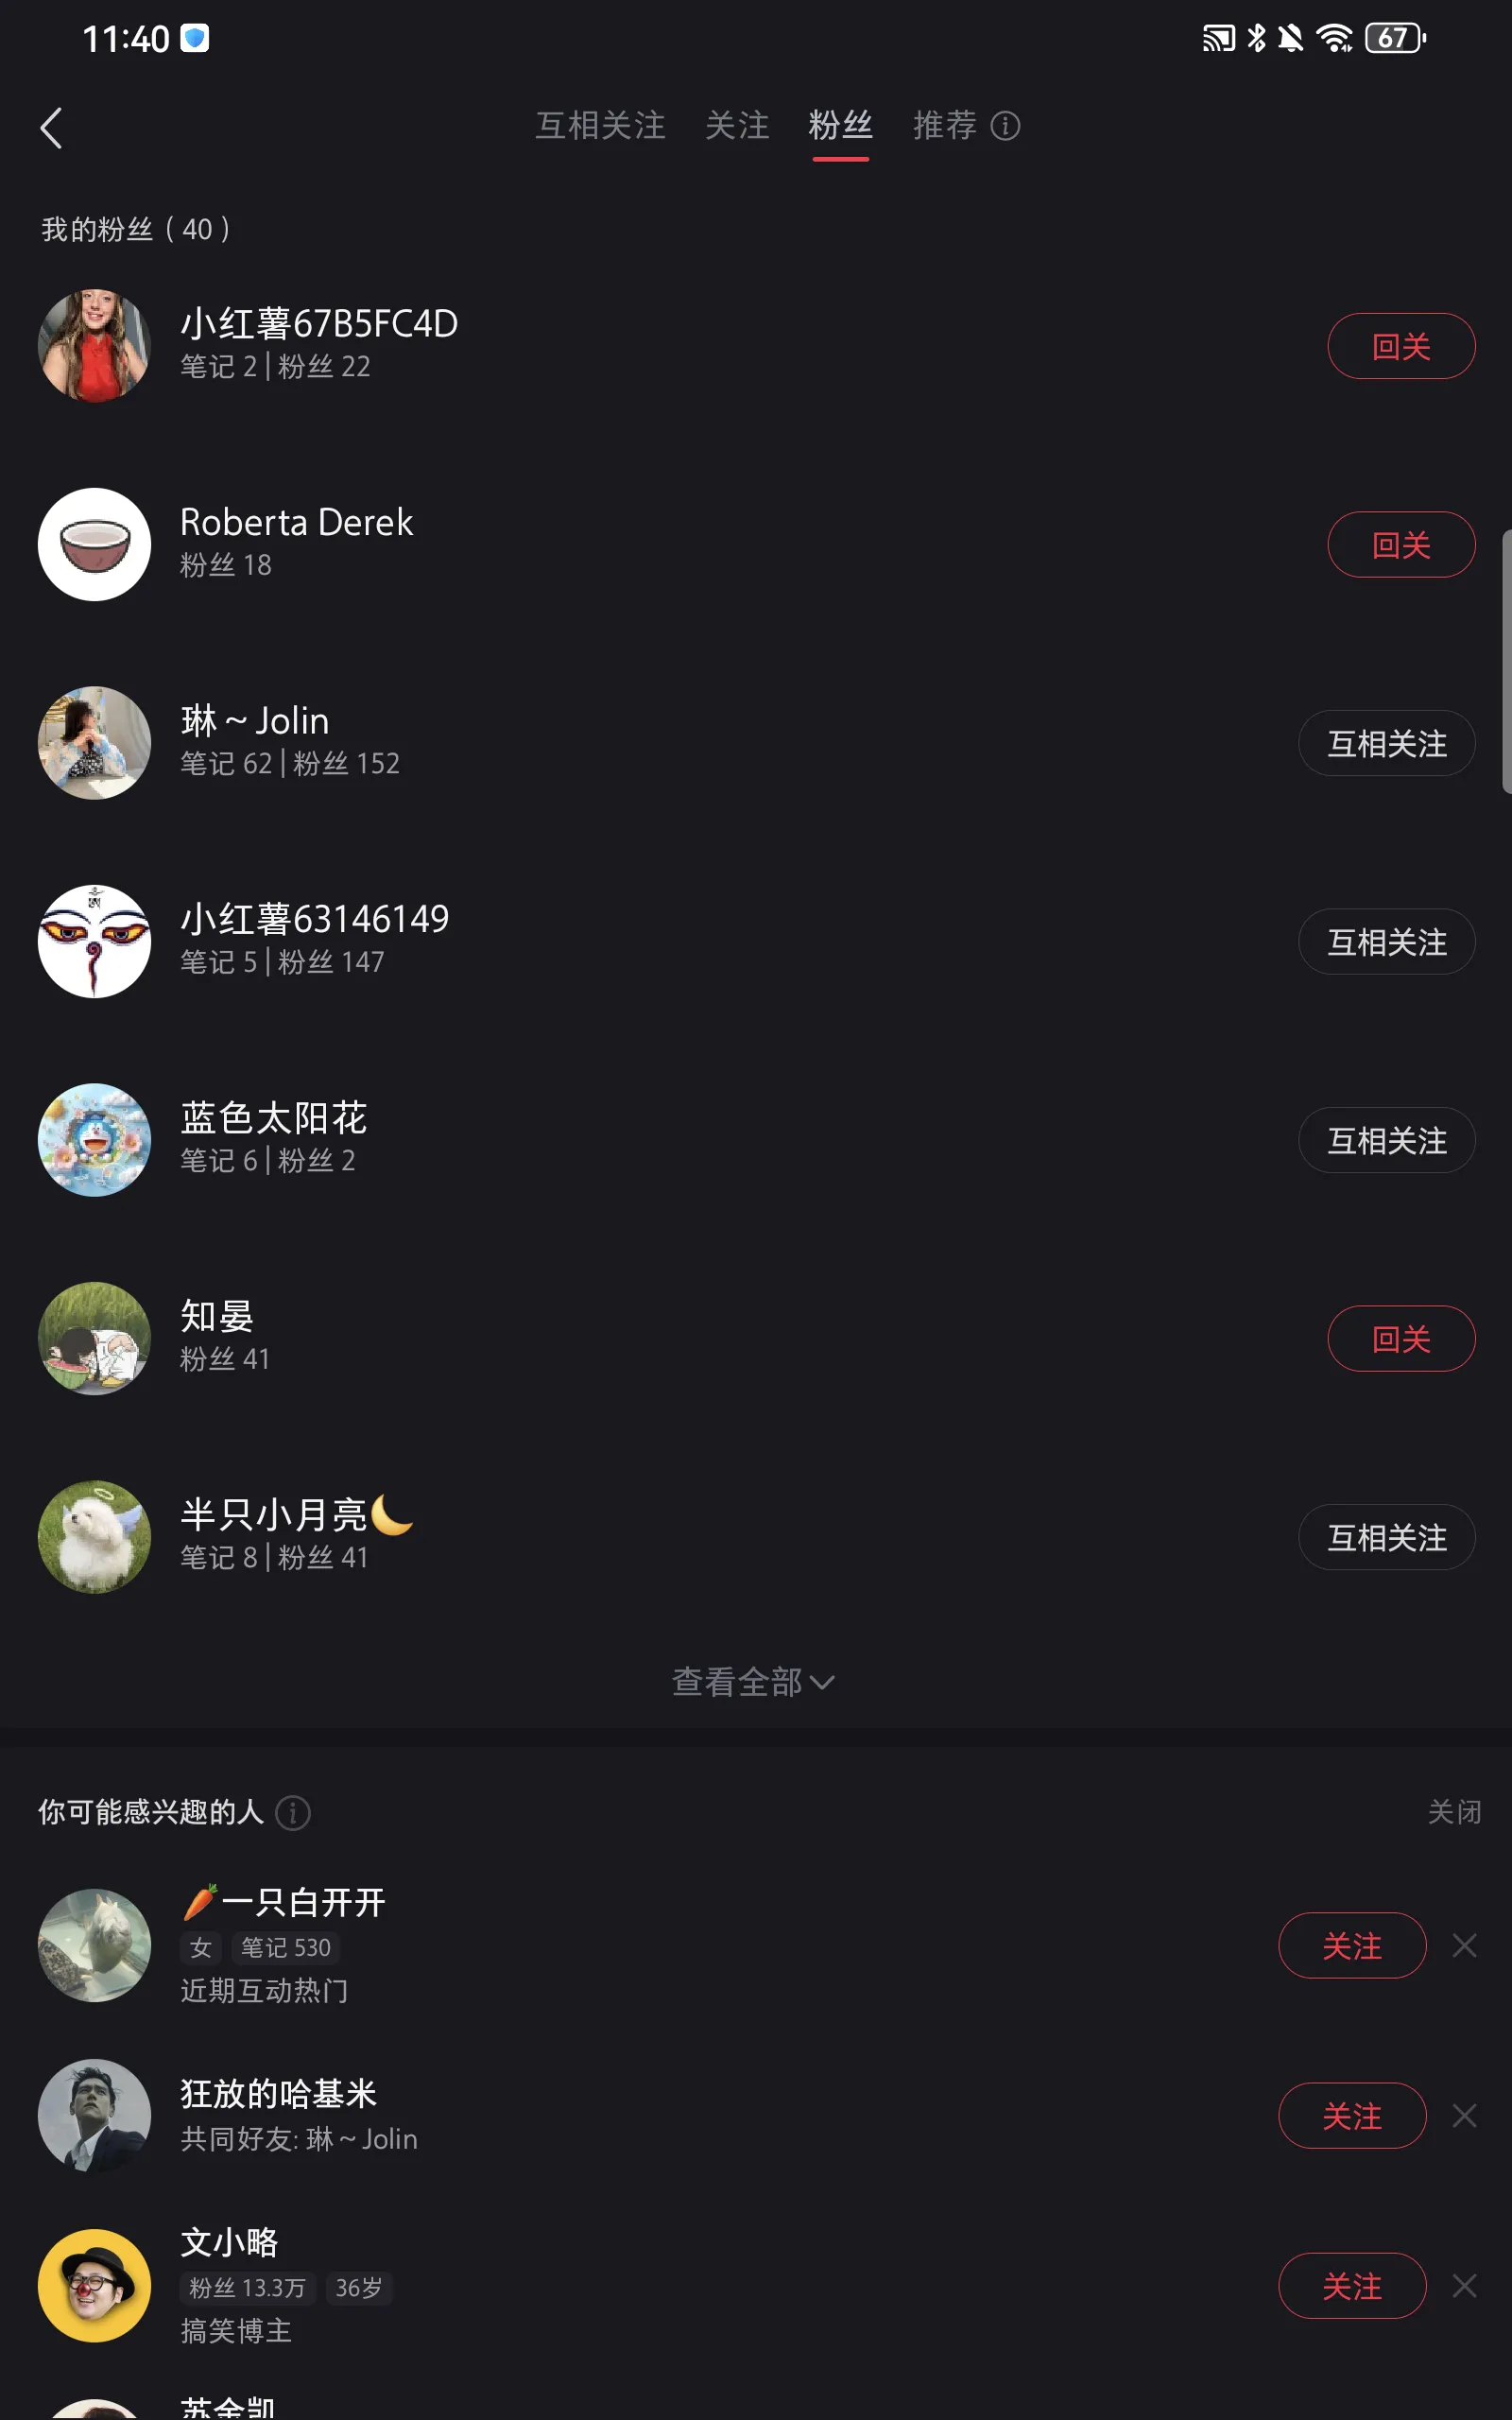 11:40
67
互相关注 关注 粉丝 推荐
我的粉丝（40）
小红薯67B5FC4D
笔记 2 | 粉丝 22
回关
Roberta Derek
粉丝 18
回关
琳～Jolin
笔记 62 | 粉丝 152
互相关注
小红薯63146149
笔记 5 | 粉丝 147
互相关注
蓝色太阳花
笔记 6 | 粉丝 2
互相关注
知晏
粉丝 41
回关
半只小月亮🌙
笔记 8 | 粉丝 41
互相关注
查看全部
你可能感兴趣的人
关闭
🥕一只白开开
女 笔记 530
近期互动热门
关注
狂放的哈基米
共同好友: 琳～Jolin
关注
文小略
粉丝 13.3万 36岁
搞笑博主
关注
苏金凯